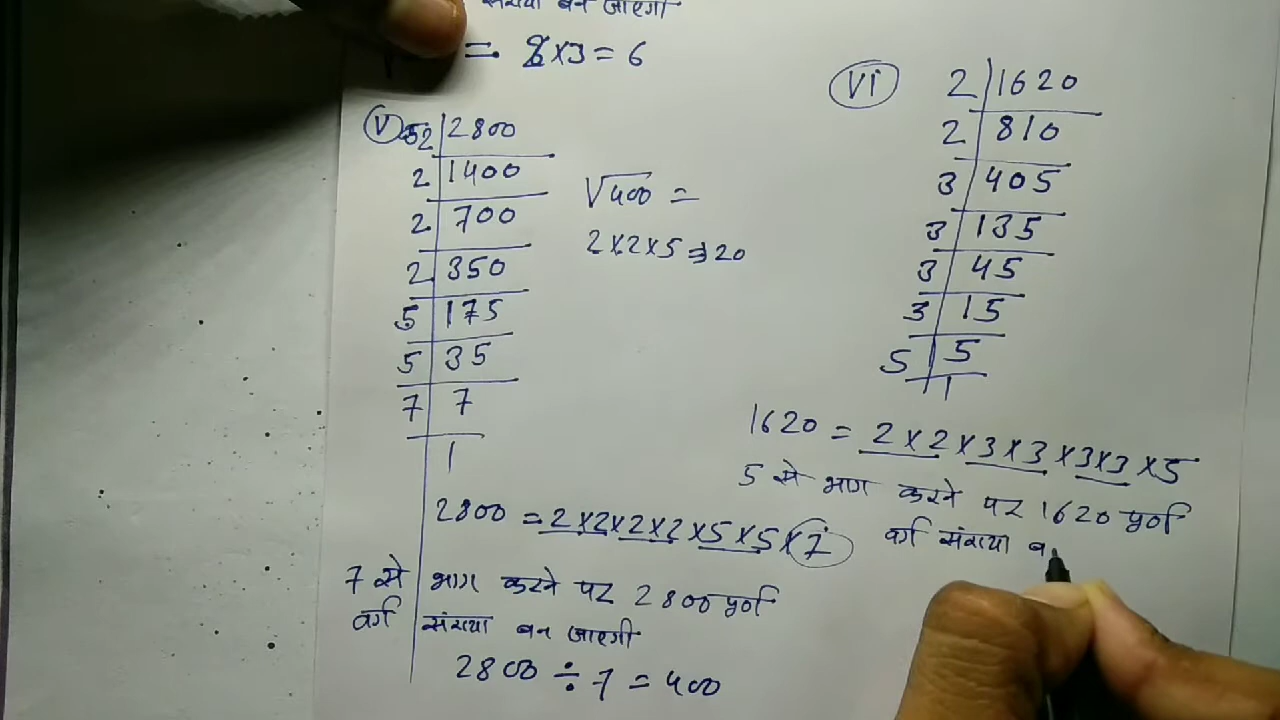 संख्या बन जाएगी
= 2×3 = 6
V 2 | 2800
2 | 1400
2 | 700
2 | 350
5 | 175
5 | 35
7 | 7
1
√400 =
2×2×5 ⇒ 20
2800 = 2×2×2×2×5×5×7
7 से भाग करने पर 2800 पूर्ण
वर्ग संख्या बन जाएगी
2800 ÷ 7 = 400
Vi 2 | 1620
2 | 810
3 | 405
3 | 135
3 | 45
3 | 15
5 | 5
1
1620 = 2×2×3×3×3×3×5
5 से भाग करने पर 1620 पूर्ण
वर्ग संख्या ब